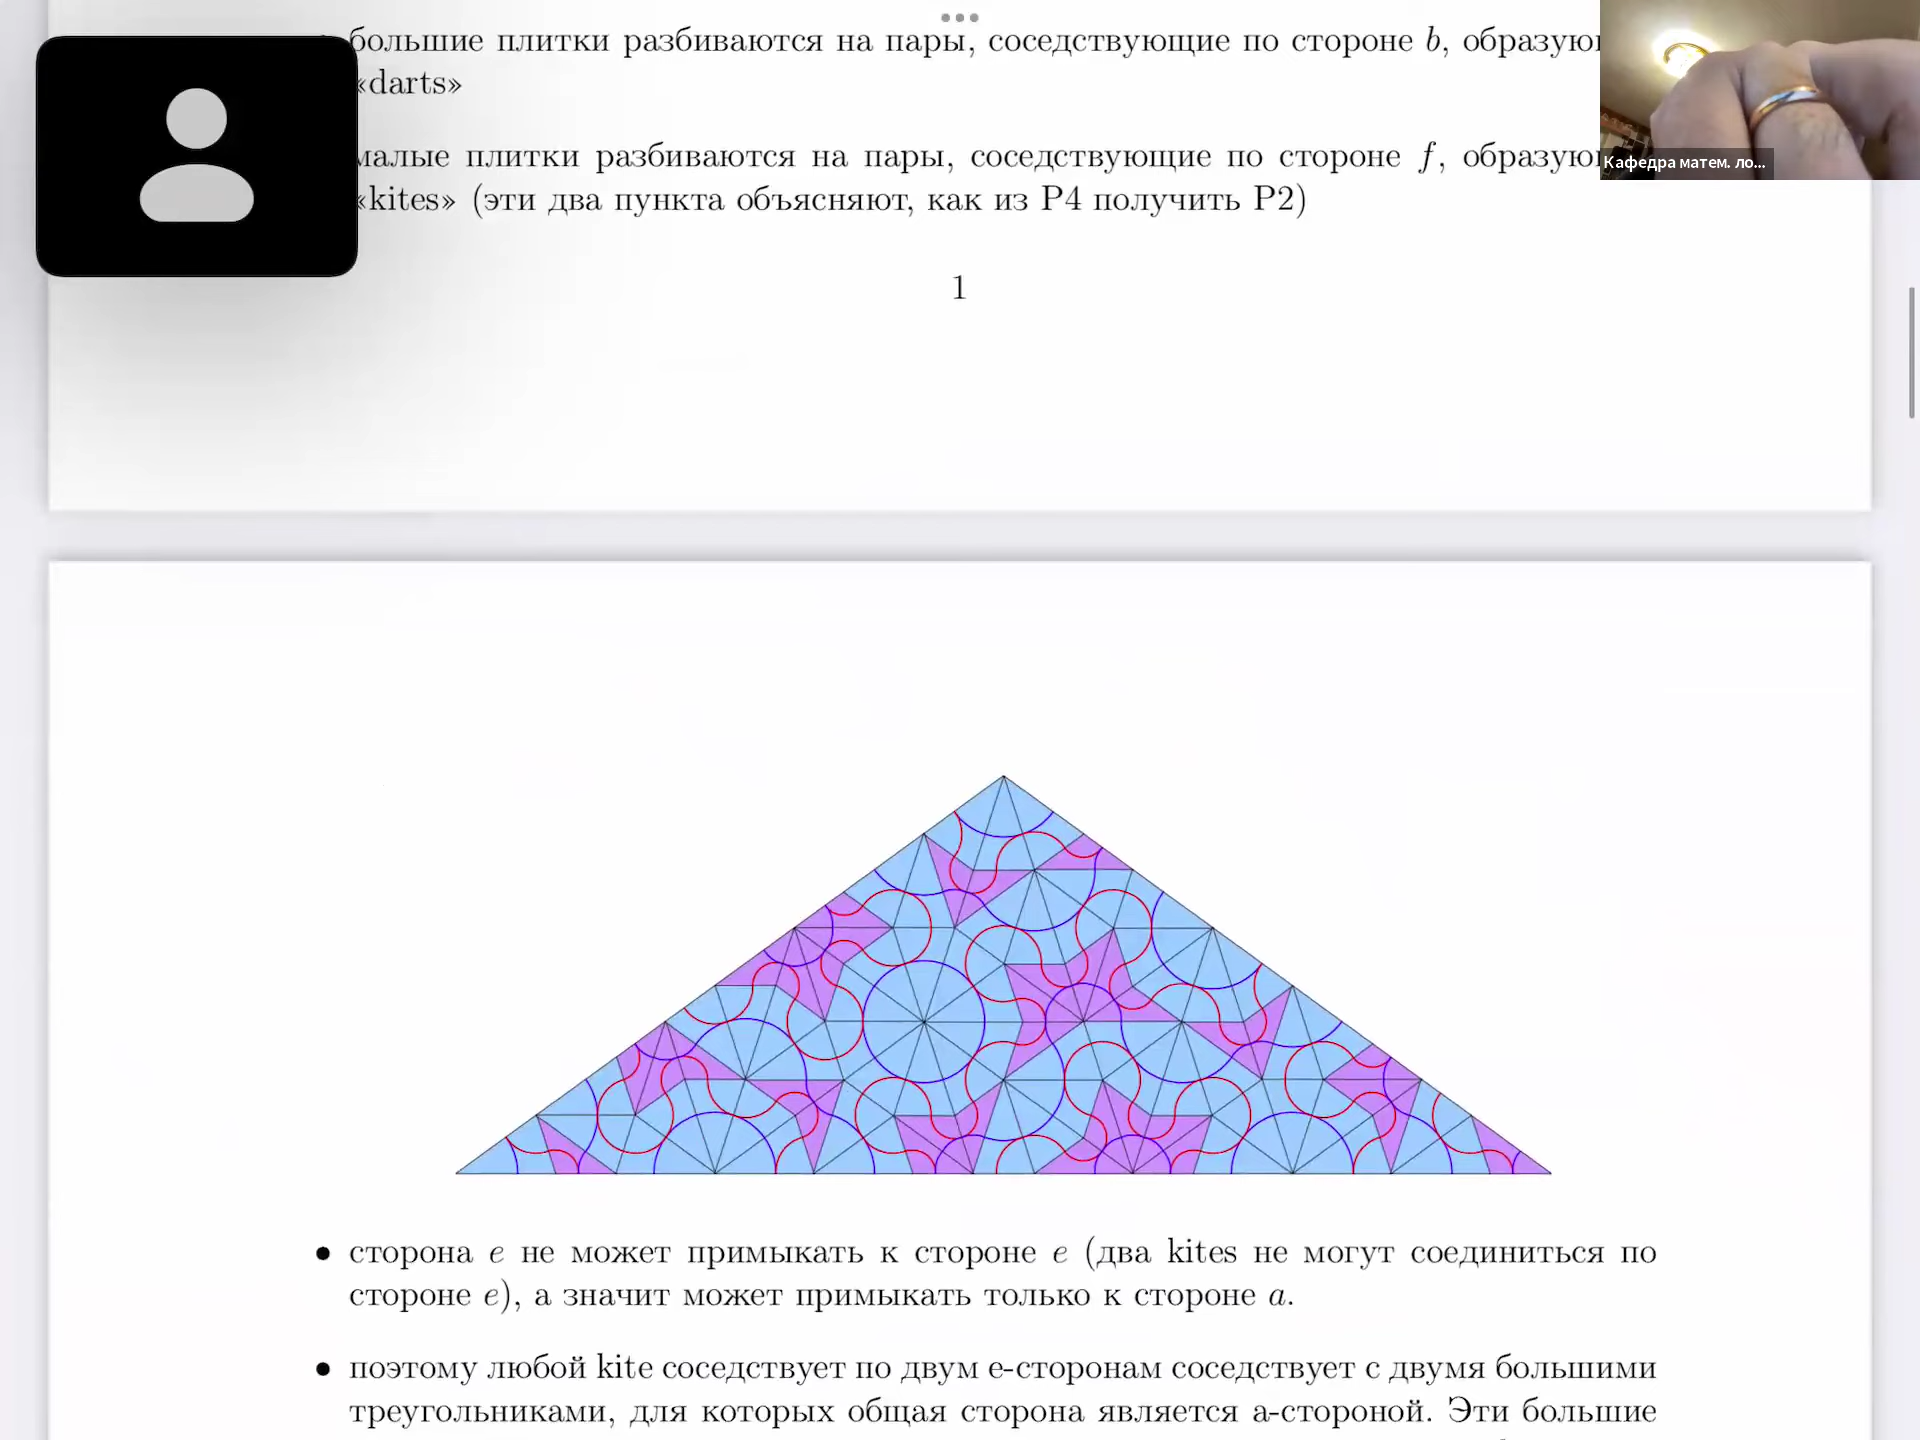 большие плитки разбиваются на пары, соседствующие по стороне b,
«darts»
малые плитки разбиваются на пары, соседствующие по стороне f,
«kites» (эти два пункта объясняют, как из P4 получить P2)
Кафедра матем. ло...
1
• сторона e не может примыкать к стороне e (два kites не могут соединиться по
стороне e), а значит может примыкать только к стороне a.
• поэтому любой kite соседствует по двум e-сторонам соседствует с двумя большими
треугольниками, для которых общая сторона является a-стороной. Эти большие